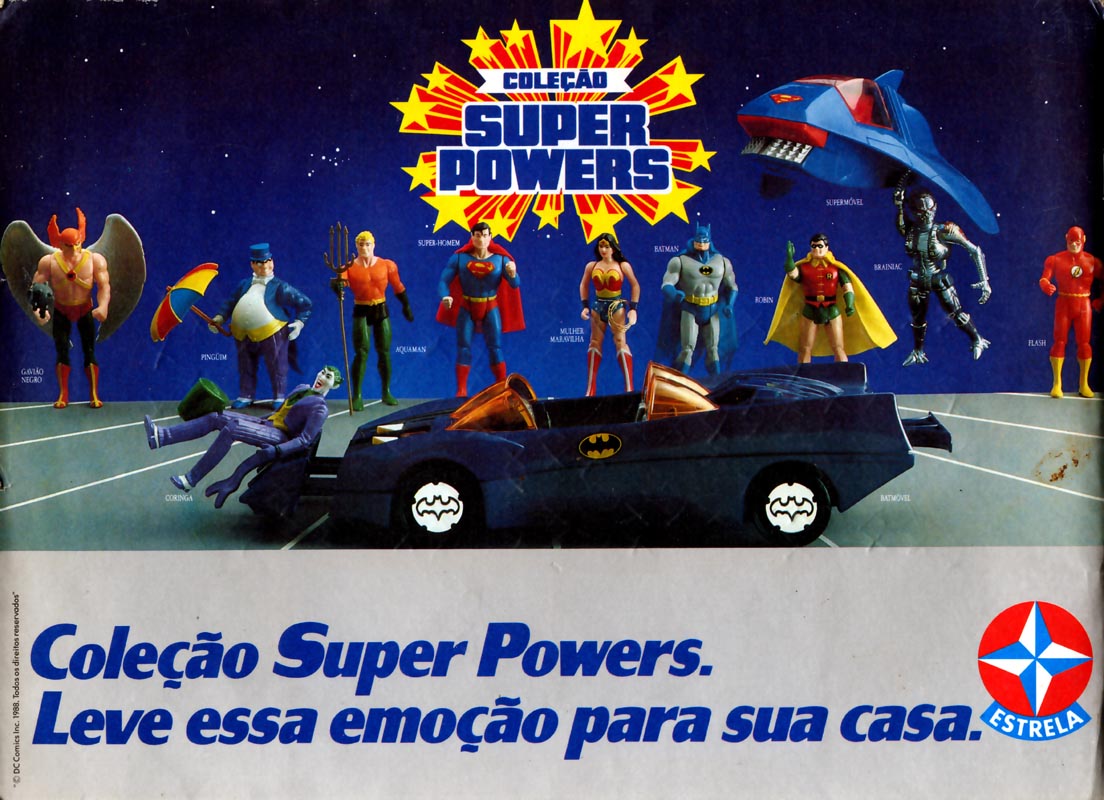 COLEÇÃO
SUPER
POWERS
SUPERMÓVEL
SUPER-HOMEM
BATMAN
BRAINIAC
ROBIN
MULHER
MARAVILHA
FLASH
AQUAMAN
PINGÜIM
GAVIÃO
NEGRO
CORINGA
BATMÓVEL
Coleção Super Powers.
Leve essa emoção para sua casa.
ESTRELA
"© DC Comics Inc. 1988. Todos os direitos reservados"